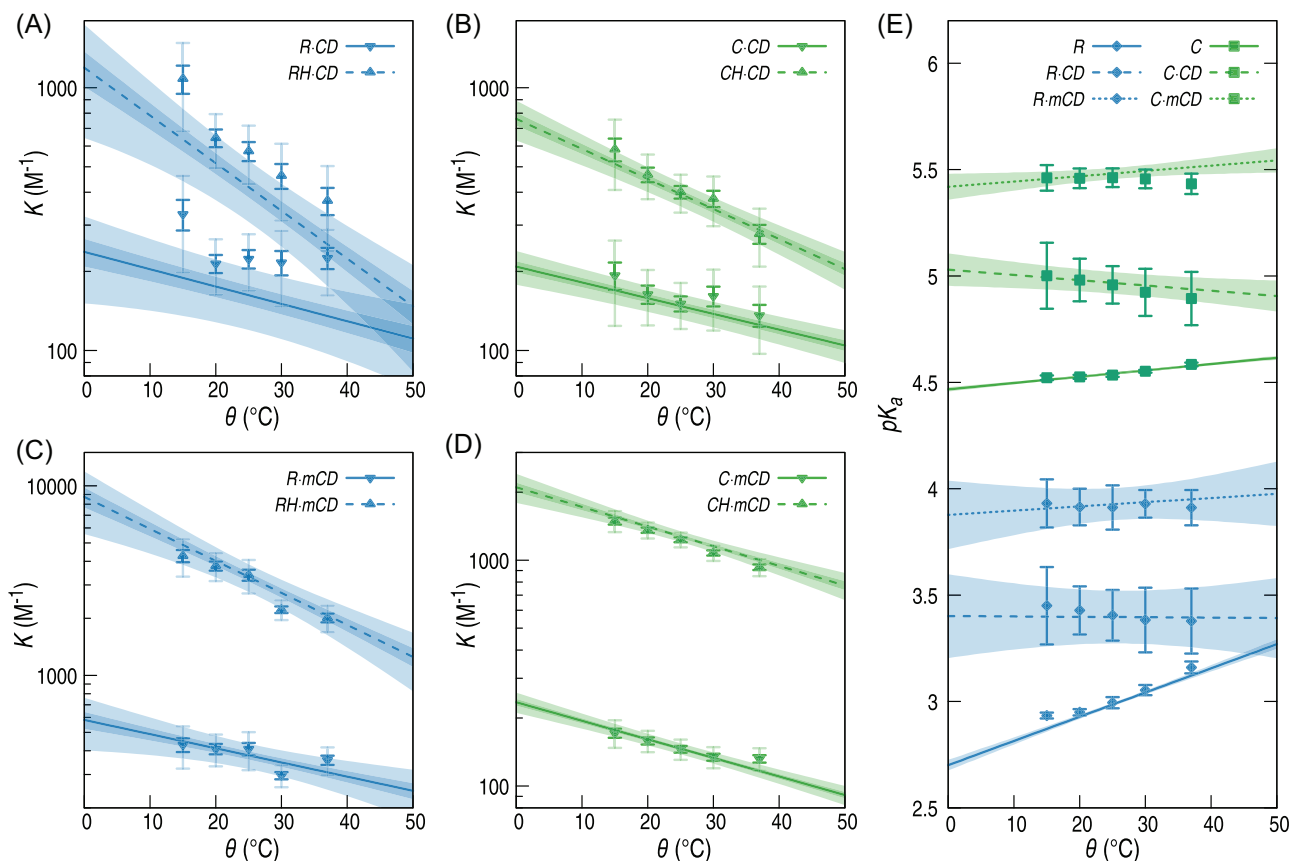 (A)
R·CD
RH·CD
1000
100
K (M-1)
0 10 20 30 40 50
θ (°C)
(B)
C·CD
CH·CD
1000
100
K (M-1)
0 10 20 30 40 50
θ (°C)
(C)
R·mCD
RH·mCD
10000
1000
K (M-1)
0 10 20 30 40 50
θ (°C)
(D)
C·mCD
CH·mCD
1000
100
K (M-1)
0 10 20 30 40 50
θ (°C)
(E)
R C
R·CD C·CD
R·mCD C·mCD
6
5.5
5
4.5
4
3.5
3
2.5
pKa
0 10 20 30 40 50
θ (°C)